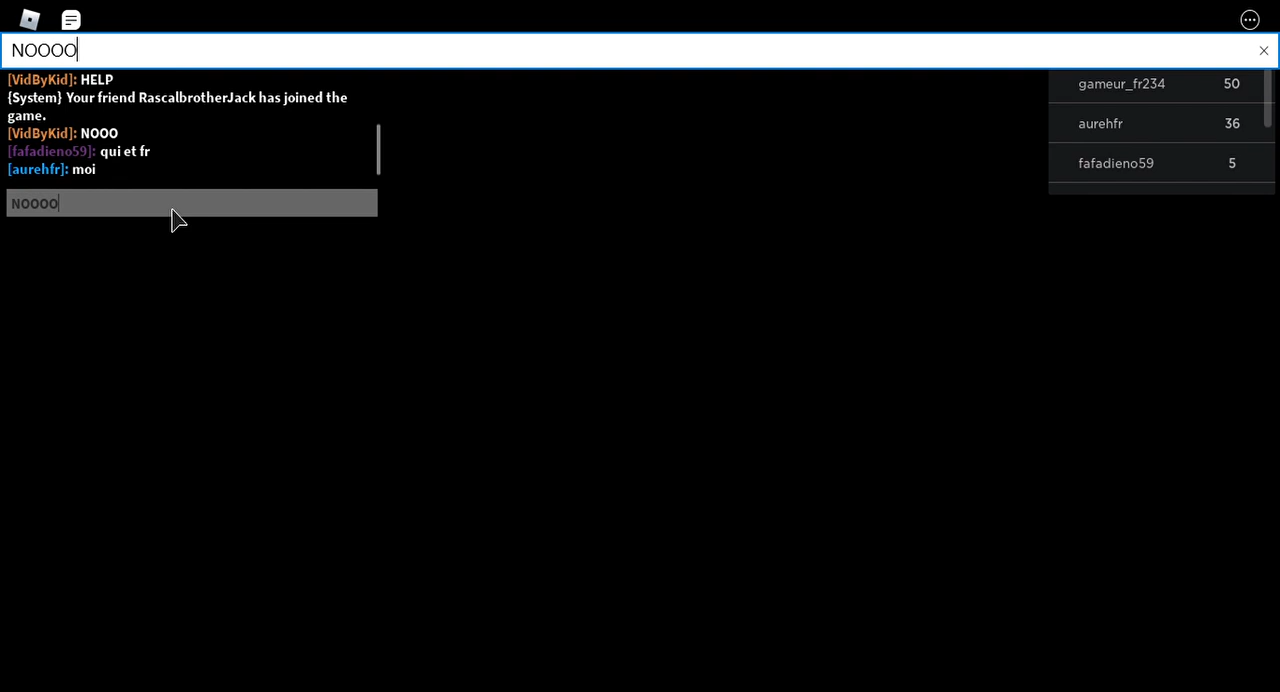 NOOOO
[VidByKid]: HELP
{System} Your friend RascalbrotherJack has joined the
game.
[VidByKid]: NOOO
[fafadieno59]: qui et fr
[aurehfr]: moi
NOOOO
gameur_fr234 50
aurehfr 36
fafadieno59 5